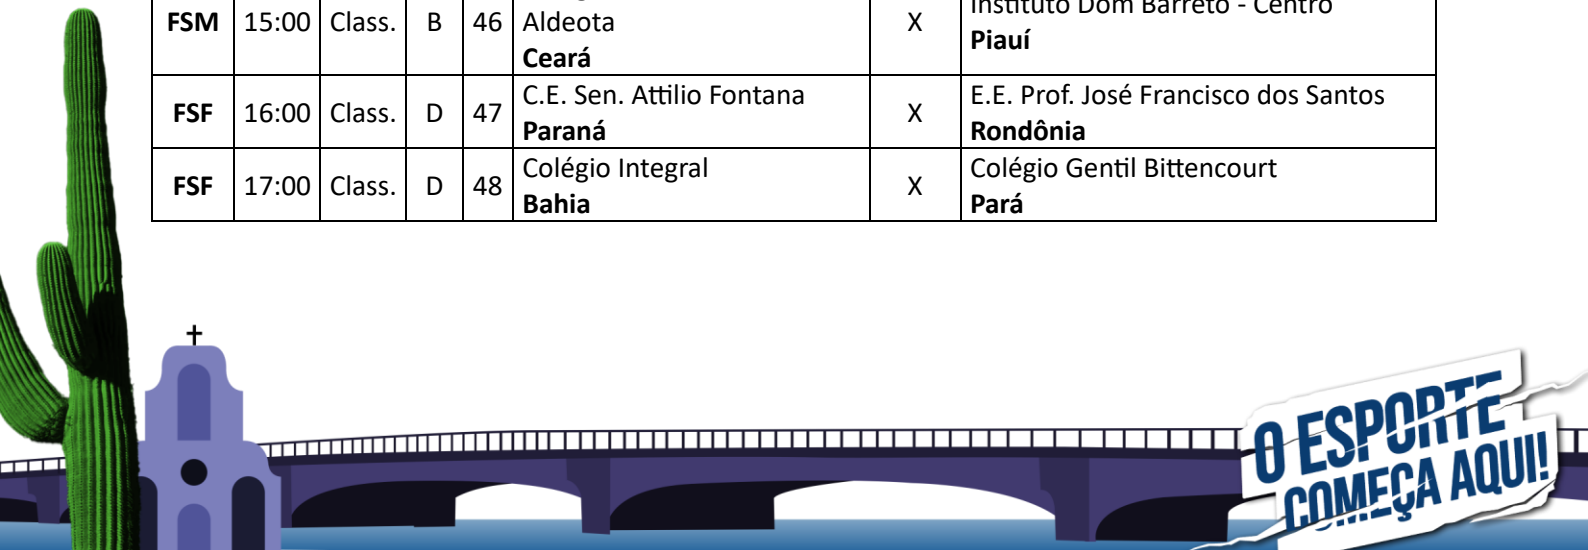 Instituto Dom Barreto - Centro
FSM 15:00 Class. B 46 Aldeota X
Ceará Piauí
FSF 16:00 Class. D 47 C.E. Sen. Attilio Fontana X E.E. Prof. José Francisco dos Santos
Paraná Rondônia
FSF 17:00 Class. D 48 Colégio Integral X Colégio Gentil Bittencourt
Bahia Pará
O ESPORTE
COMEÇA AQUI!